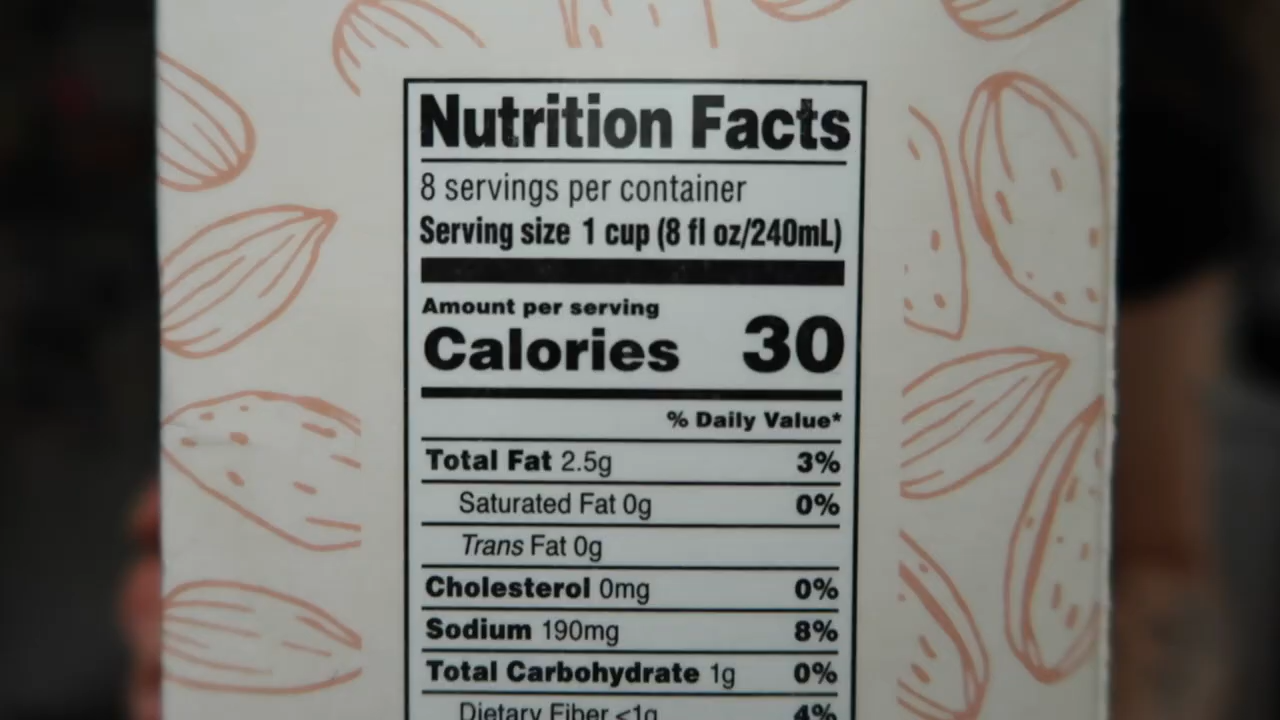 Nutrition Facts
8 servings per container
Serving size 1 cup (8 fl oz/240mL)
Amount per serving
Calories 30
% Daily Value*
Total Fat 2.5g 3%
Saturated Fat 0g 0%
Trans Fat 0g
Cholesterol 0mg 0%
Sodium 190mg 8%
Total Carbohydrate 1g 0%
Dietary Fiber <1g 4%